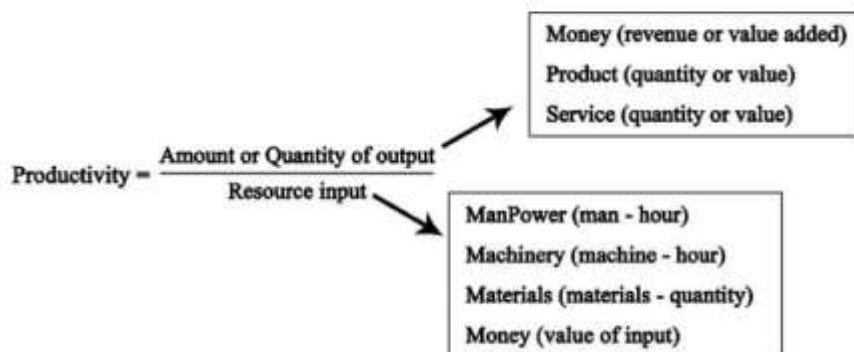 Money (revenue or value added)
Product (quantity or value)
Service (quantity or value)
Productivity = Amount or Quantity of output
Resource input
ManPower (man - hour)
Machinery (machine - hour)
Materials (materials - quantity)
Money (value of input)